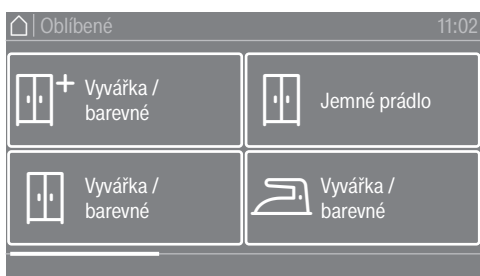 Oblíbené 11:02
Vyvářka /
barevné
Jemné prádlo
Vyvářka /
barevné
Vyvářka /
barevné